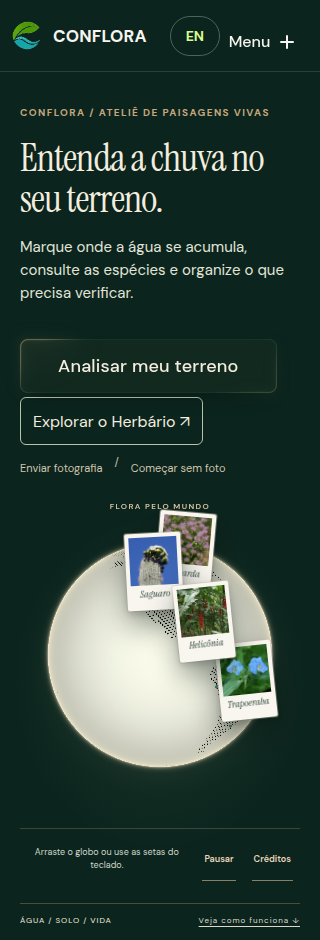 CONFLORA
EN
Menu +
CONFLORA / ATELIÊ DE PAISAGENS VIVAS
Entenda a chuva no
seu terreno.
Marque onde a água se acumula,
consulte as espécies e organize o que
precisa verificar.
Analisar meu terreno
Explorar o Herbário ↗
Enviar fotografia / Começar sem foto
FLORA PELO MUNDO
Saguaro
Helicônia
Trapoeraba
Arraste o globo ou use as setas do
teclado.
Pausar
Créditos
ÁGUA / SOLO / VIDA
Veja como funciona ↓